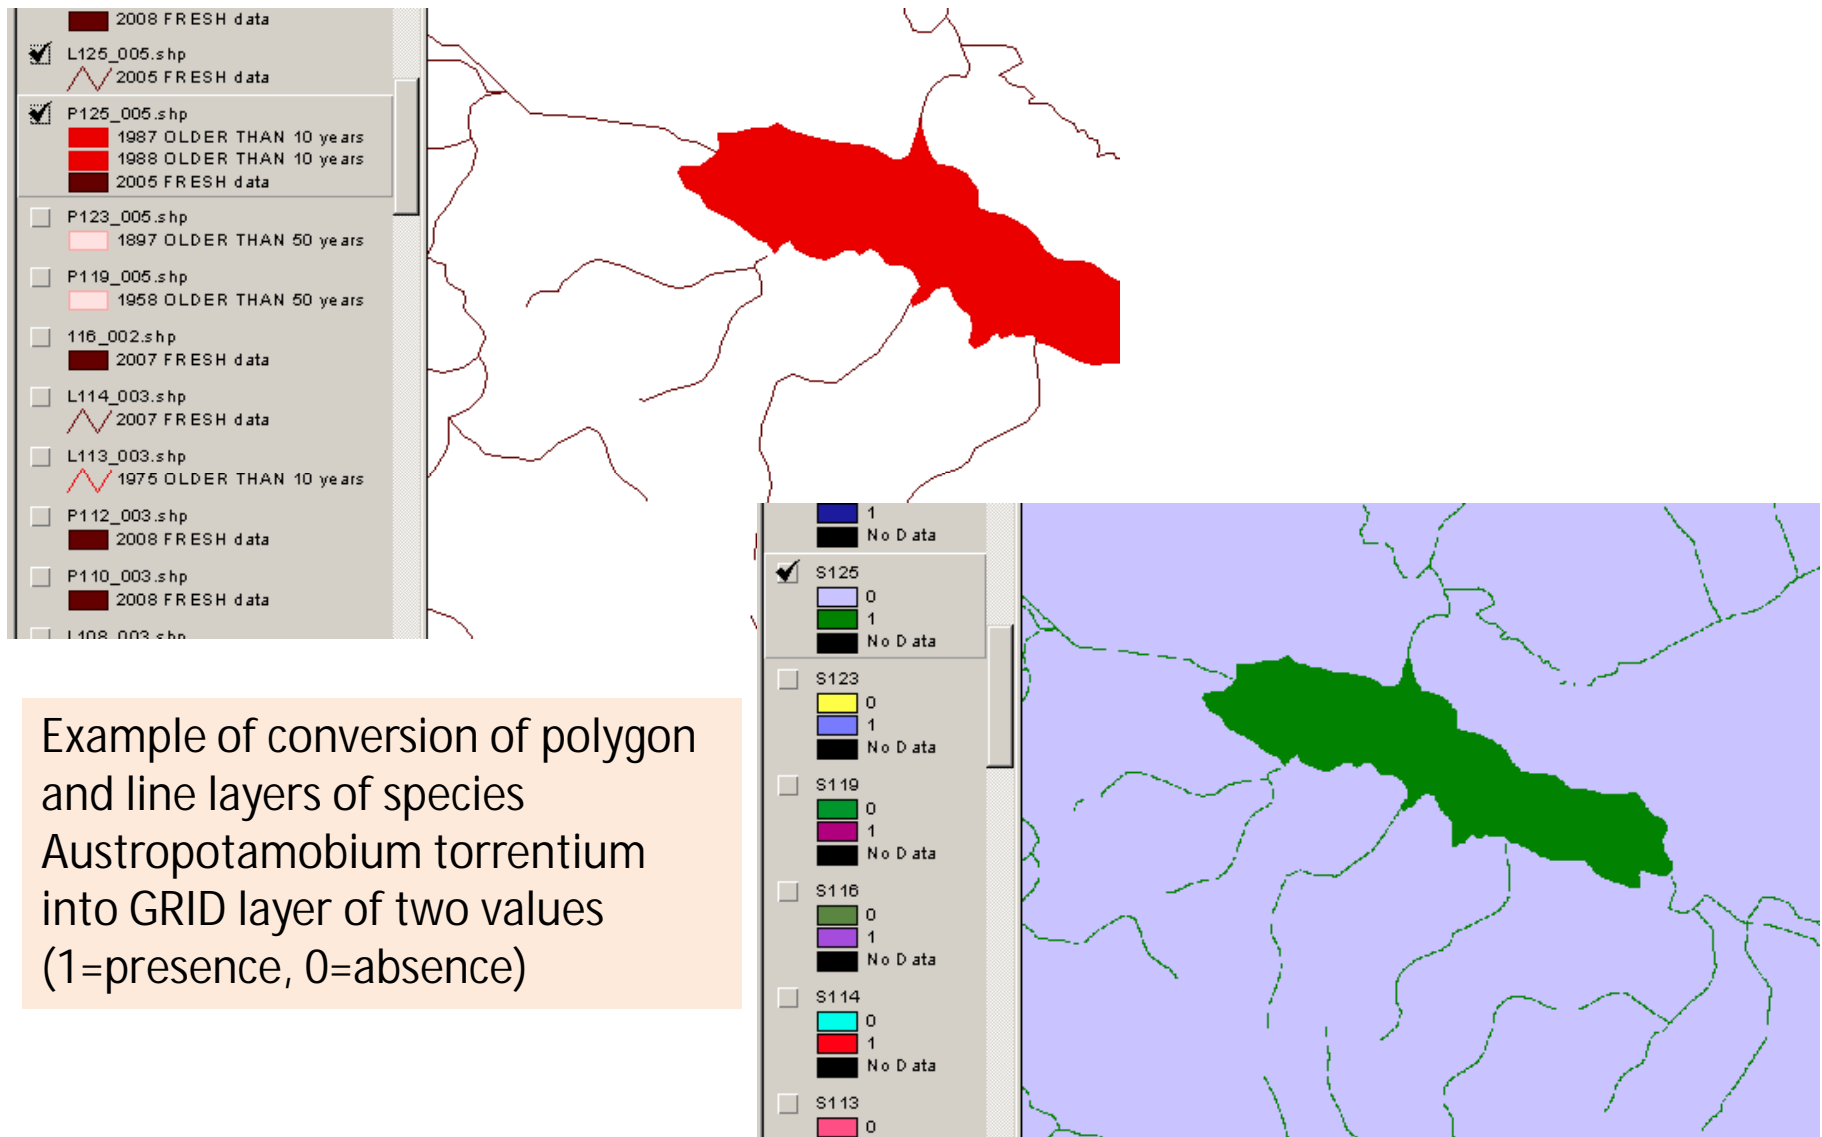 2008 FRESH data
L125_005.shp
2005 FRESH data
P125_005.shp
1987 OLDER THAN 10 years
1988 OLDER THAN 10 years
2005 FRESH data
P123_005.shp
1897 OLDER THAN 50 years
P119_005.shp
1958 OLDER THAN 50 years
116_002.shp
2007 FRESH data
L114_003.shp
2007 FRESH data
L113_003.shp
1975 OLDER THAN 10 years
P112_003.shp
2008 FRESH data
P110_003.shp
2008 FRESH data
L108_003.shp
1
No Data
S125
0
1
No Data
S123
0
1
No Data
S119
0
1
No Data
S116
0
1
No Data
S114
0
1
No Data
S113
0
Example of conversion of polygon
and line layers of species
Austropotamobium torrentium
into GRID layer of two values
(1=presence, 0=absence)